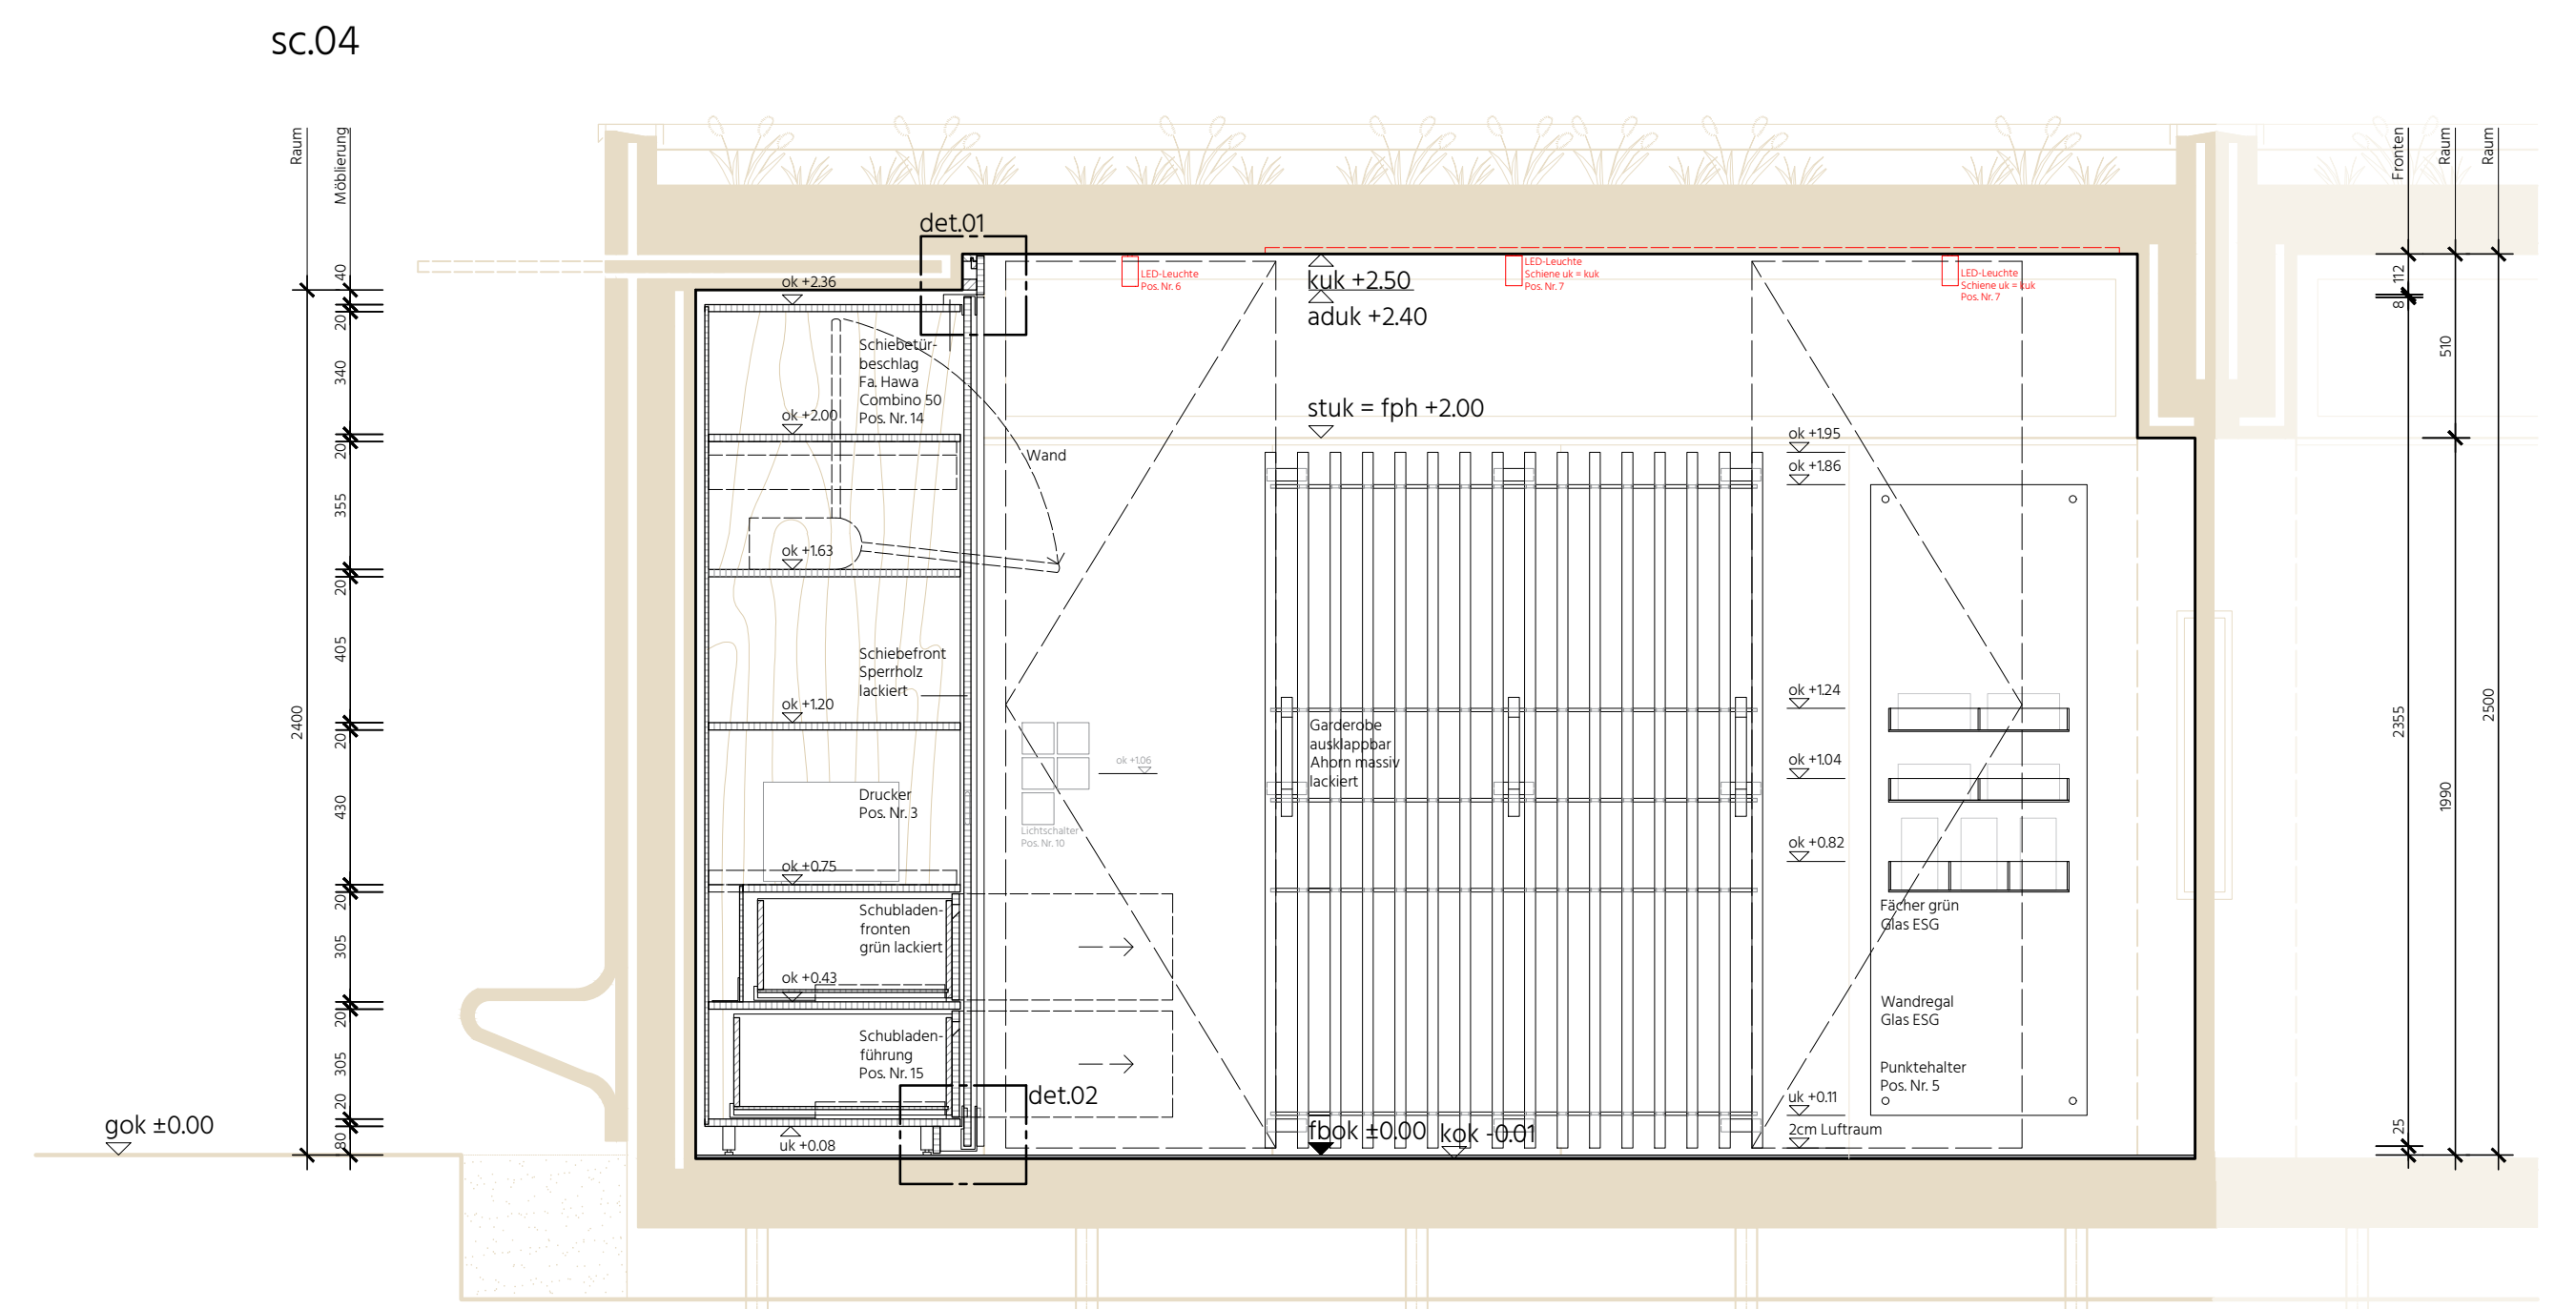 sc.04
Raum
Möblierung
Fronten
Raum
Raum
det.01
LED-Leuchte
Pos. Nr. 6
LED-Leuchte
Schiene uk = kuk
Pos. Nr. 7
LED-Leuchte
Schiene uk = kuk
Pos. Nr. 7
kuk +2.50
aduk +2.40
stuk = fph +2.00
ok +2.36
Schiebetür-
beschlag
Fa. Hawa
Combino 50
Pos. Nr. 14
ok +2.00
Wand
ok +1.63
Schiebefront
Sperrholz
lackiert
ok +1.20
Drucker
Pos. Nr. 3
ok +0.75
Schubladen-
fronten
grün lackiert
ok +0.43
Schubladen-
führung
Pos. Nr. 15
uk +0.08
det.02
ok +1.06
Lichtschalter
Pos. Nr. 10
Garderobe
ausklappbar
Ahorn massiv
lackiert
fbok ±0.00
kok -0.01
ok +1.95
ok +1.86
ok +1.24
ok +1.04
ok +0.82
uk +0.11
2cm Luftraum
Fächer grün
Glas ESG
Wandregal
Glas ESG
Punktehalter
Pos. Nr. 5
gok ±0.00
2400
40
20
340
20
355
20
405
20
430
20
305
20
305
20
80
112
8
2355
25
510
1990
2500